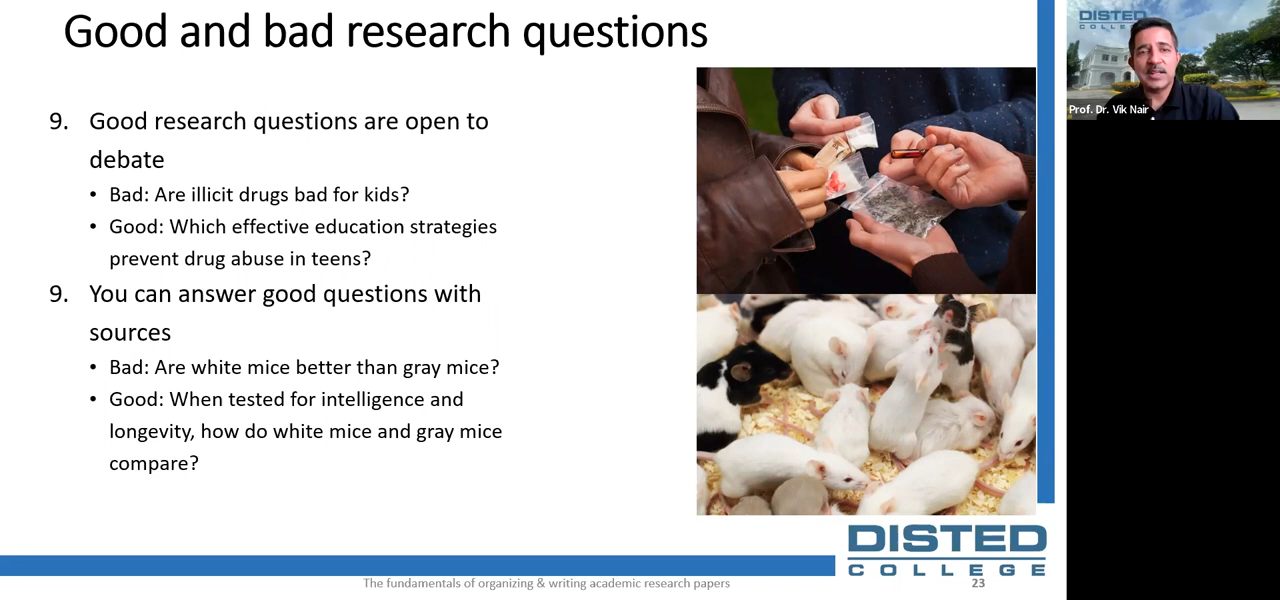 Good and bad research questions
9. Good research questions are open to
debate
• Bad: Are illicit drugs bad for kids?
• Good: Which effective education strategies
prevent drug abuse in teens?
9. You can answer good questions with
sources
• Bad: Are white mice better than gray mice?
• Good: When tested for intelligence and
longevity, how do white mice and gray mice
compare?
DISTED
COLLEGE
The fundamentals of organizing & writing academic research papers
23
DISTED
COLLEGE
Prof. Dr. Vik Nair